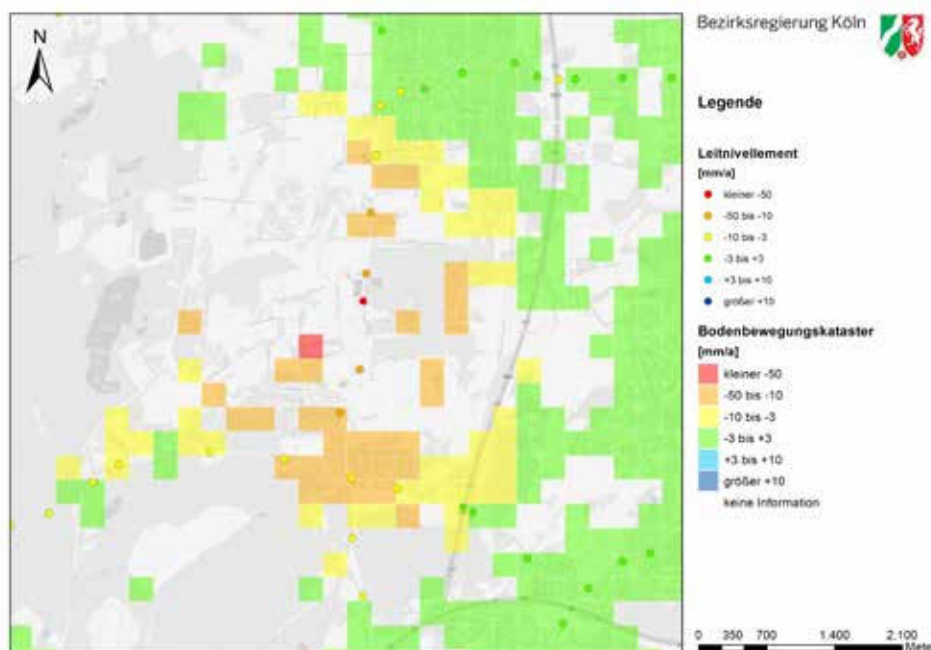 N
Bezirksregierung Köln
Legende
Leitnivellement
[mm/a]
kleiner -50
-50 bis -10
-10 bis -3
-3 bis +3
+3 bis +10
größer +10
Bodenbewegungskataster
[mm/a]
kleiner -50
-50 bis -10
-10 bis -3
-3 bis +3
+3 bis +10
größer +10
keine Information
0 350 700 1.400 2.100
Mete